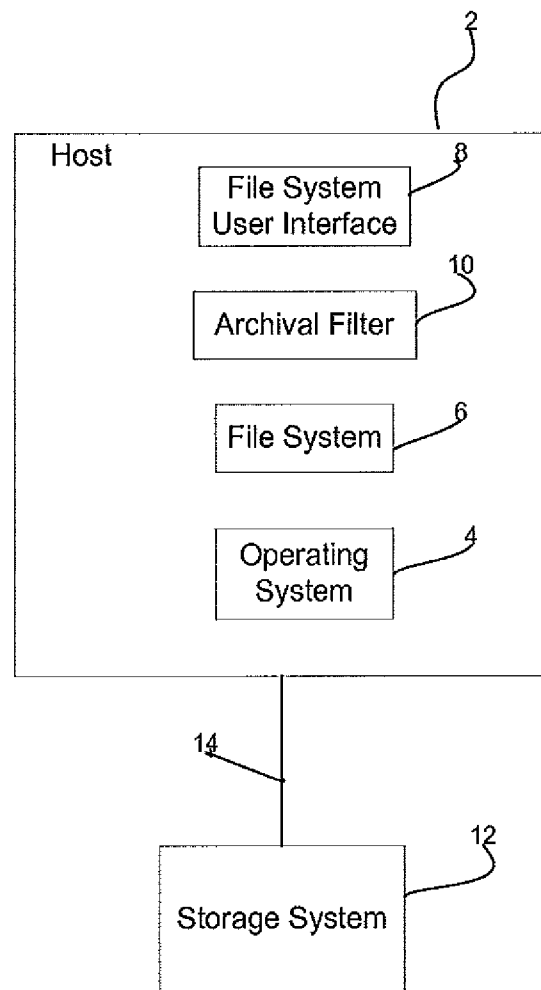 2
Host
8
File System
User Interface
10
Archival Filter
6
File System
4
Operating
System
14
12
Storage System